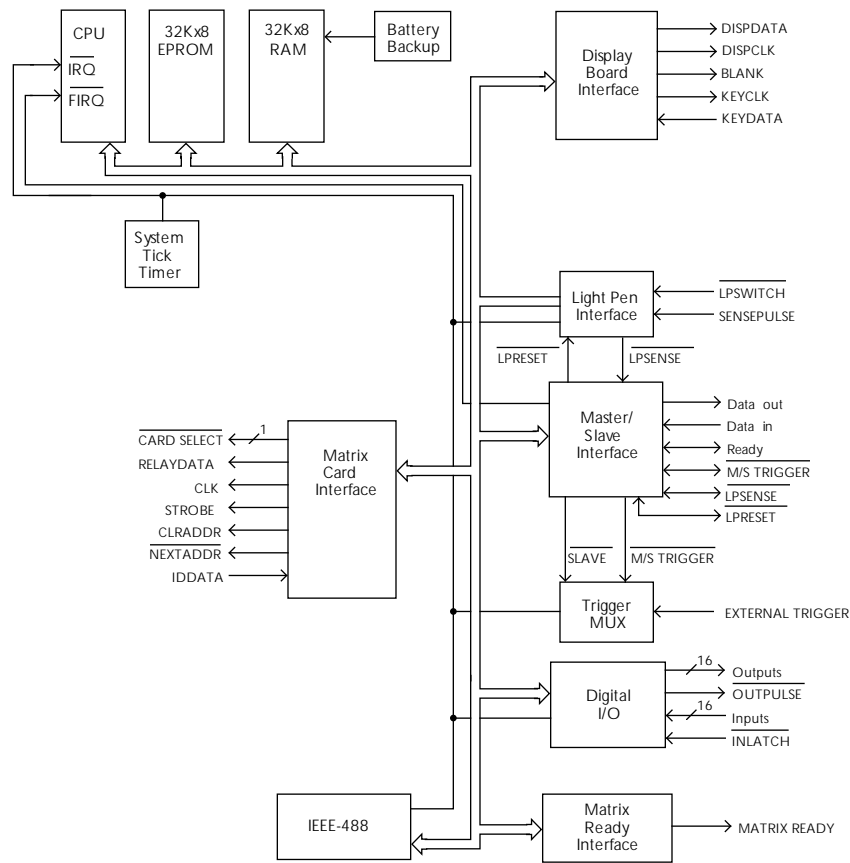 CPU
IRQ
FIRQ
32Kx8
EPROM
32Kx8
RAM
Battery
Backup
Display
Board
Interface
DISPDATA
DISPCLK
BLANK
KEYCLK
KEYDATA
System
Tick
Timer
Light Pen
Interface
LPSWITCH
SENSEPULSE
LPRESET
LPSENSE
Master/
Slave
Interface
Data out
Data in
Ready
M/S TRIGGER
LPSENSE
LPRESET
CARD SELECT
1
RELAYDATA
CLK
STROBE
CLRADDR
NEXTADDR
IDDATA
Matrix
Card
Interface
SLAVE
M/S TRIGGER
Trigger
MUX
EXTERNAL TRIGGER
Digital
I/O
16
Outputs
OUTPULSE
16
Inputs
INLATCH
IEEE-488
Matrix
Ready
Interface
MATRIX READY